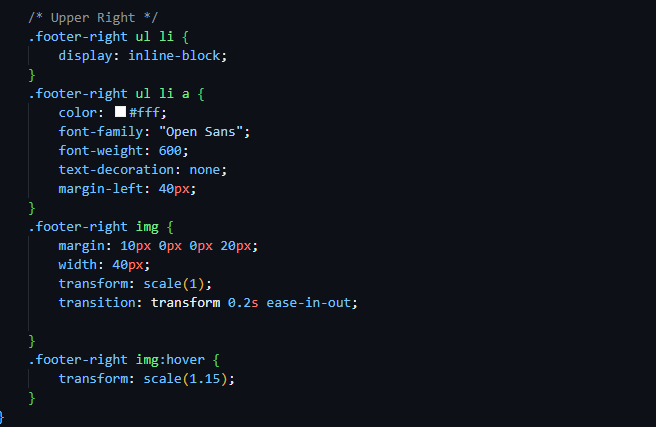 /* Upper Right */
.footer-right ul li {
display: inline-block;
}
.footer-right ul li a {
color: #fff;
font-family: "Open Sans";
font-weight: 600;
text-decoration: none;
margin-left: 40px;
}
.footer-right img {
margin: 10px 0px 0px 20px;
width: 40px;
transform: scale(1);
transition: transform 0.2s ease-in-out;
}
.footer-right img:hover {
transform: scale(1.15);
}
}